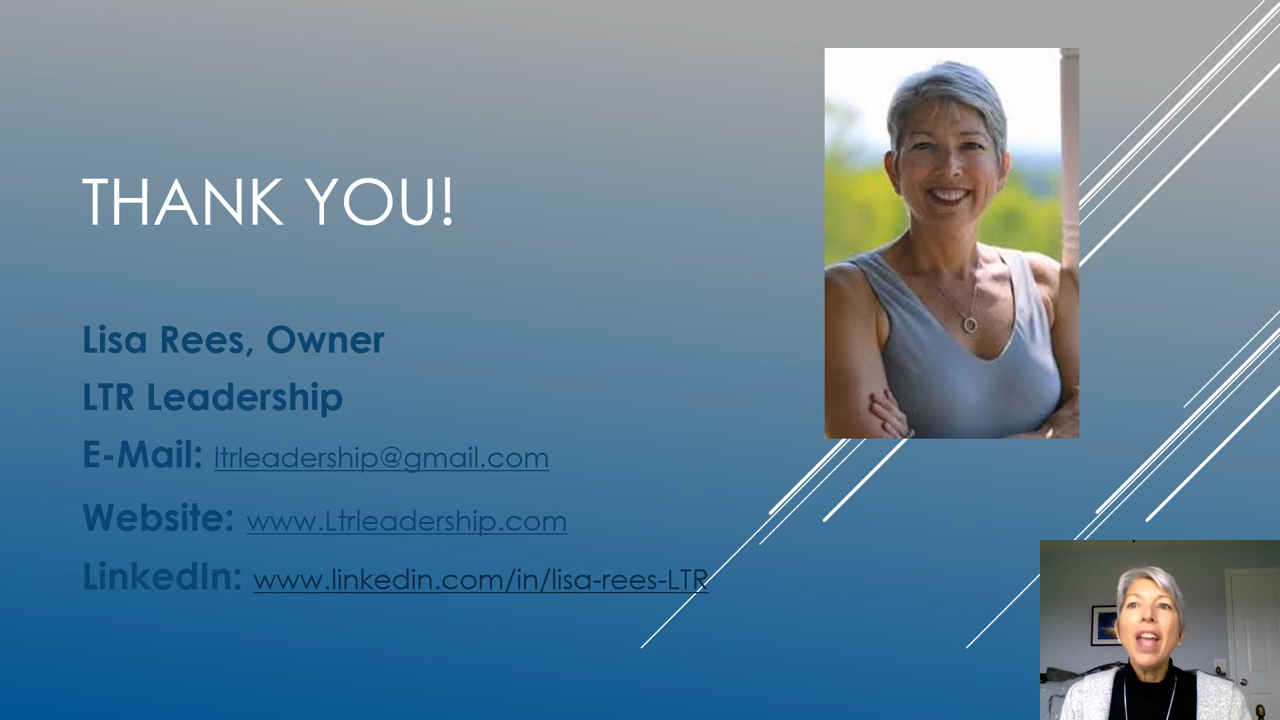 THANK YOU!
Lisa Rees, Owner
LTR Leadership
E-Mail: ltrleadership@gmail.com
Website: www.Ltrleadership.com
LinkedIn: www.linkedin.com/in/lisa-rees-LTR